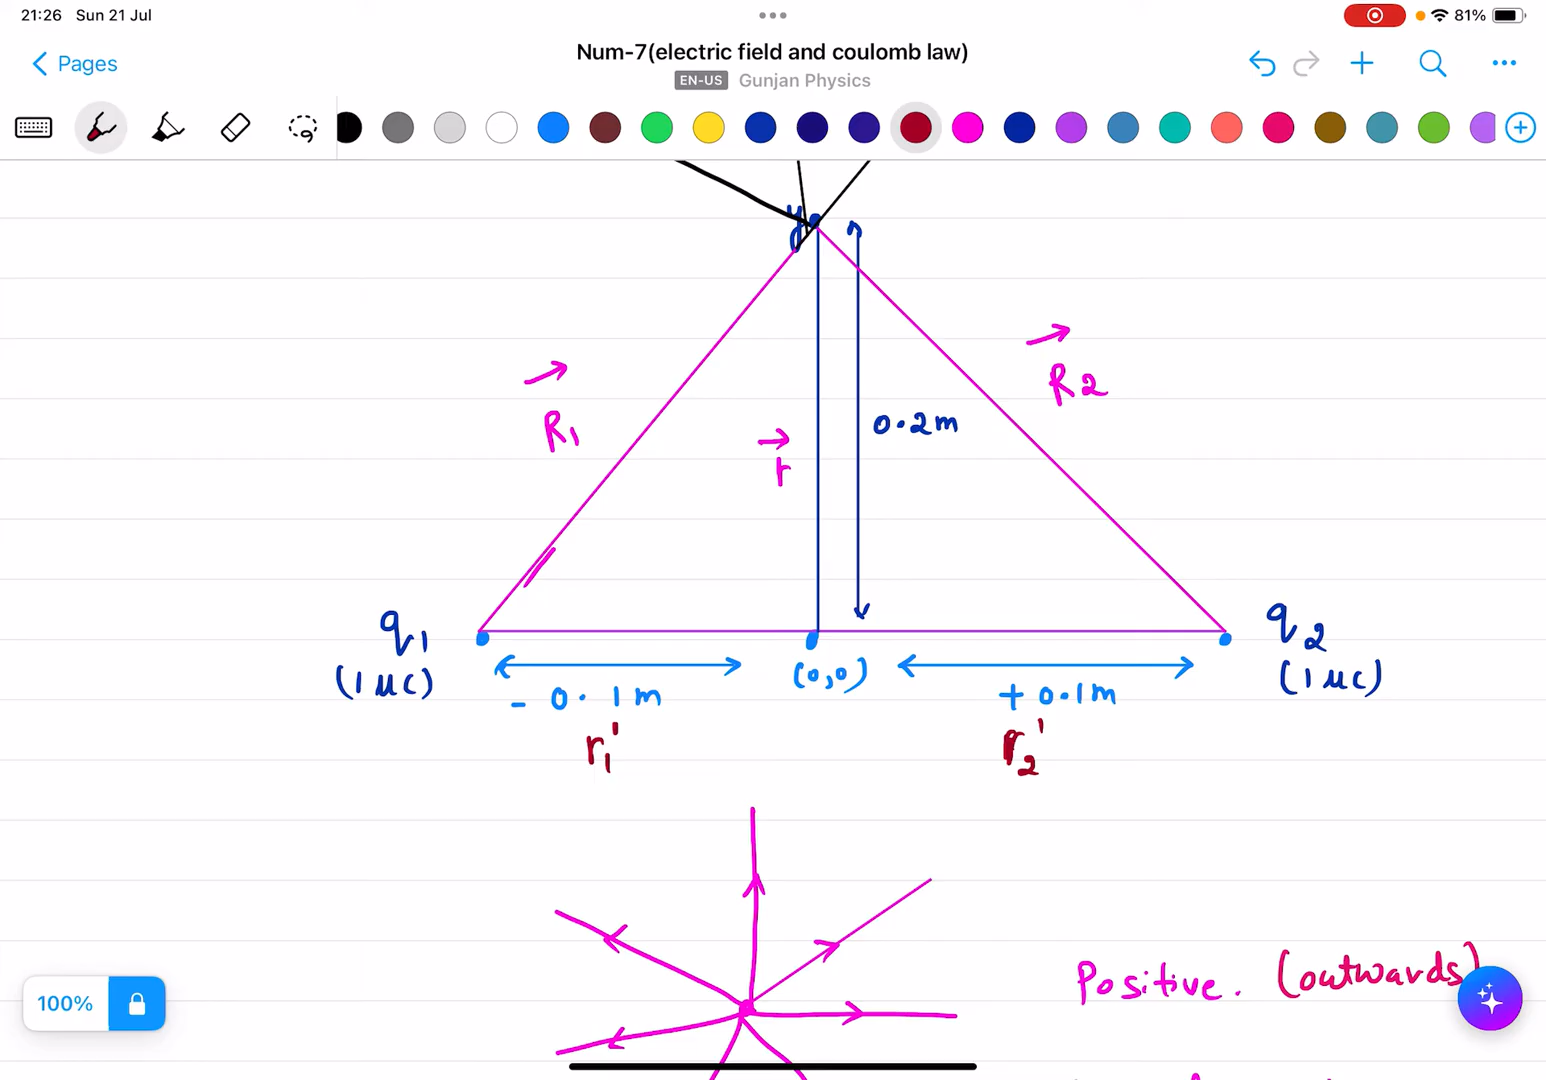 21:26 Sun 21 Jul
81%
Pages
Num-7(electric field and coulomb law)
EN-US Gunjan Physics
y
R1
R2
r
0.2m
q1
(1μc)
(0,0)
q2
(1μc)
- 0.1m
+0.1m
r1'
r2'
Positive. (outwards)
100%